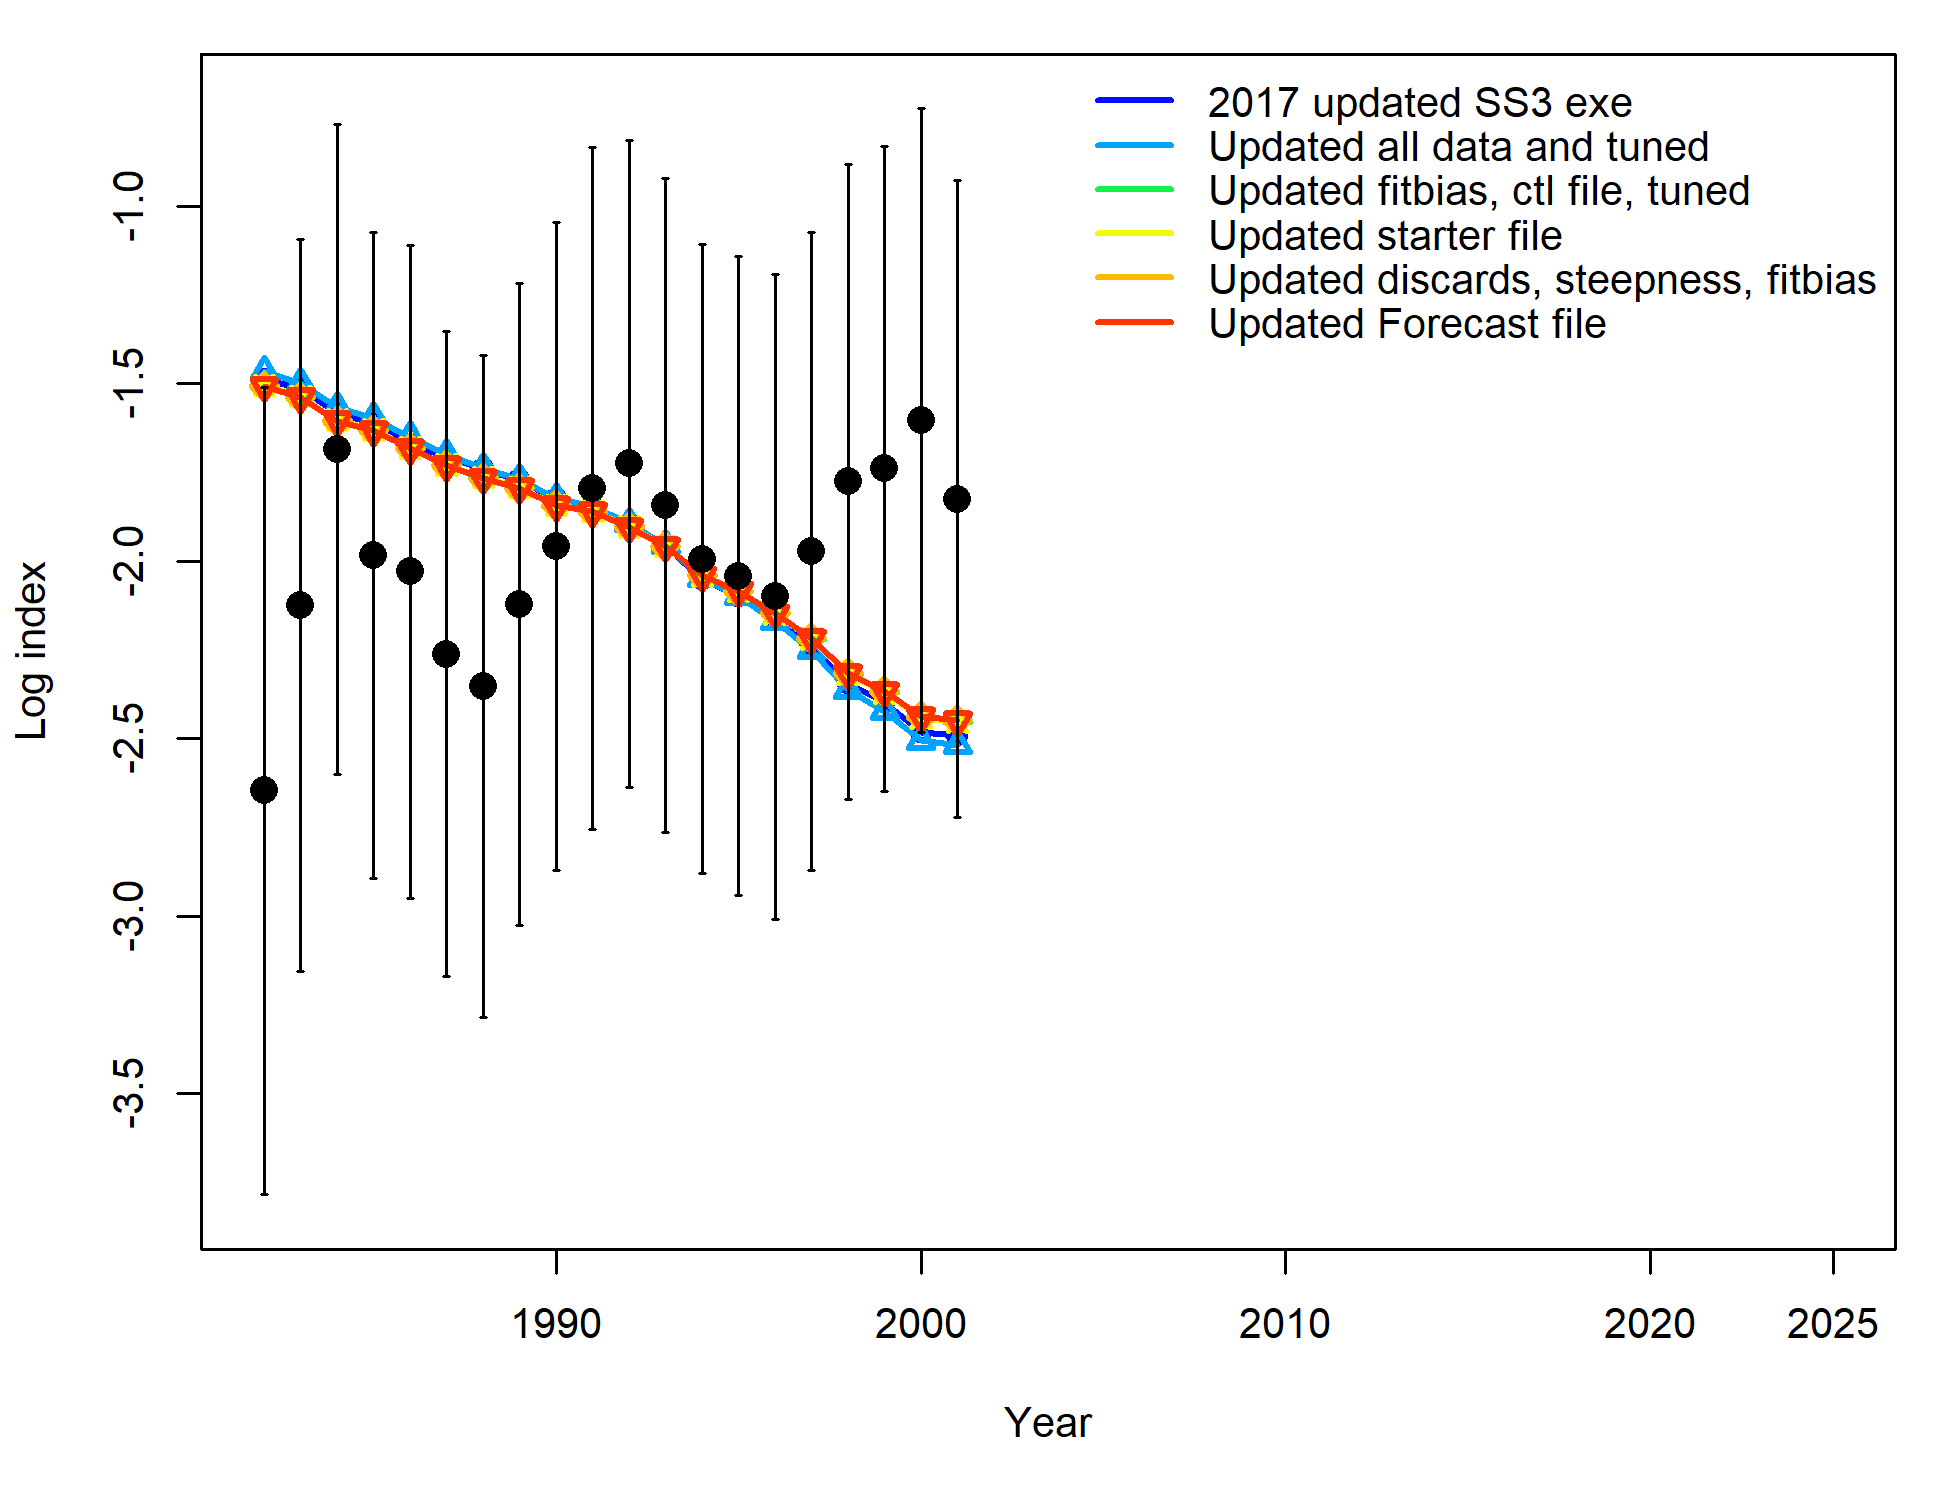 2017 updated SS3 exe
Updated all data and tuned
Updated fitbias, ctl file, tuned
Updated starter file
Updated discards, steepness, fitbias
Updated Forecast file
-1.0
-1.5
-2.0
-2.5
-3.0
-3.5
Log index
1990 2000 2010 2020 2025
Year